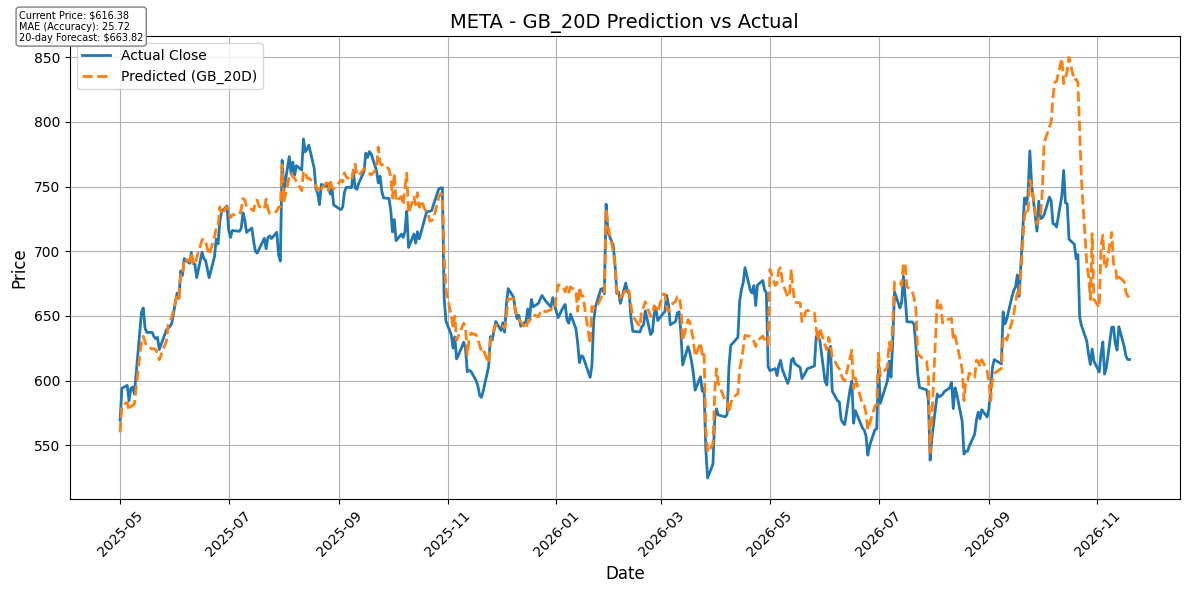 META - GB_20D Prediction vs Actual
Current Price: $616.38
MAE (Accuracy): 25.72
20-day Forecast: $663.82
Actual Close
Predicted (GB_20D)
Price
850
800
750
700
650
600
550
2025-05
2025-07
2025-09
2025-11
2026-01
2026-03
2026-05
2026-07
2026-09
2026-11
Date